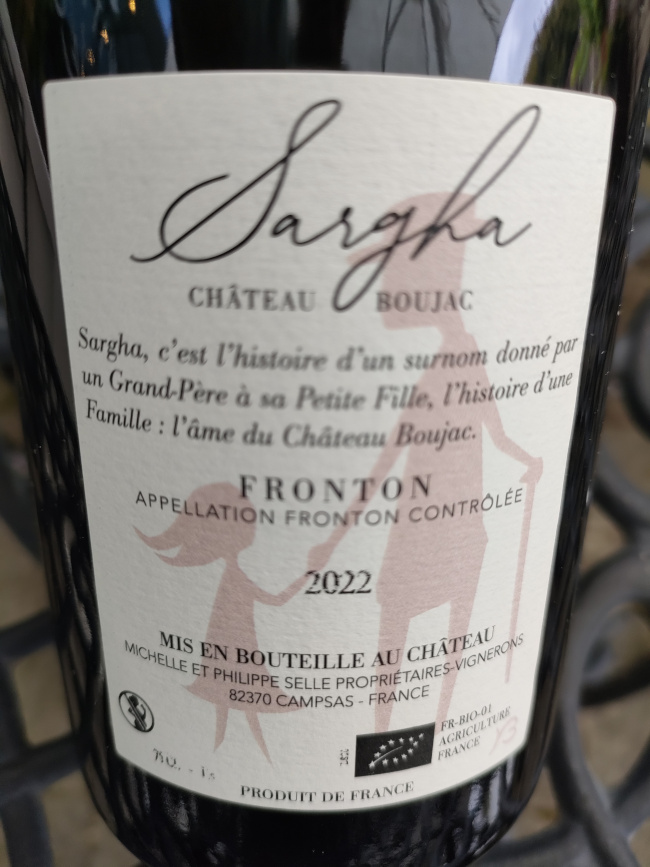 Sargha
CHÂTEAU BOUJAC
Sargha, c'est l'histoire d'un surnom donné par
un Grand-Père à sa Petite Fille, l'histoire d'une
Famille : l'âme du Château Boujac.
FRONTON
APPELLATION FRONTON CONTRÔLÉE
2022
MIS EN BOUTEILLE AU CHÂTEAU
MICHELLE ET PHILIPPE SELLE PROPRIÉTAIRES-VIGNERONS
82370 CAMPSAS - FRANCE
FR-BIO-01
AGRICULTURE
FRANCE
PRODUIT DE FRANCE